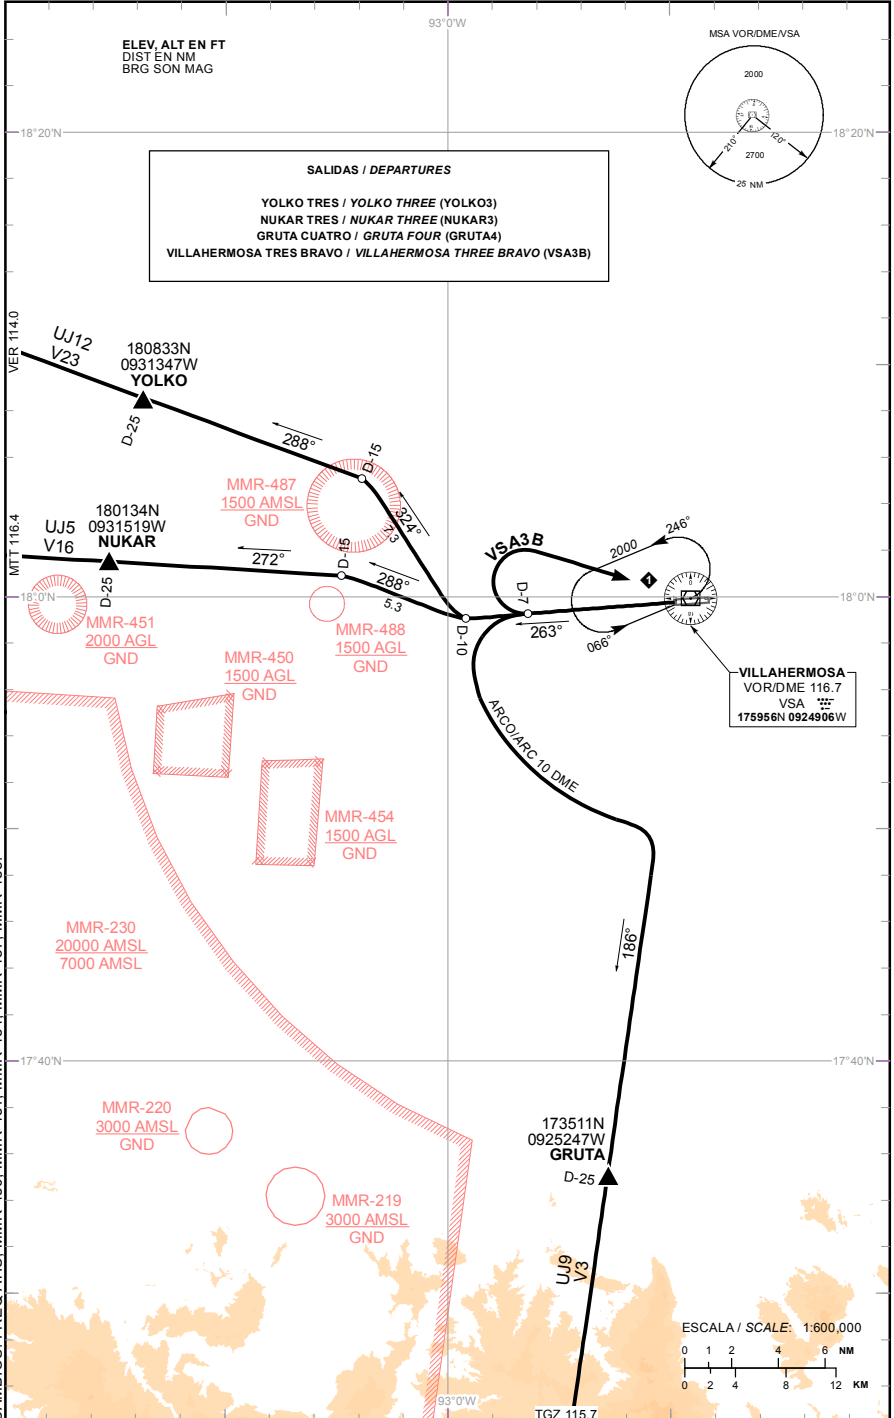 93°0'W
ELEV, ALT EN FT
DIST EN NM
BRG SON MAG
MSA VOR/DME/VSA
2000
210°
120°
2700
25 NM
18°20'N
18°20'N
SALIDAS / DEPARTURES
YOLKO TRES / YOLKO THREE (YOLKO3)
NUKAR TRES / NUKAR THREE (NUKAR3)
GRUTA CUATRO / GRUTA FOUR (GRUTA4)
VILLAHERMOSA TRES BRAVO / VILLAHERMOSA THREE BRAVO (VSA3B)
VER 114.0
UJ12
V23
180833N
0931347W
YOLKO
D-25
288°
D-15
MMR-487
1500 AMSL
GND
324°
7.3
MTT 116.4
UJ5
V16
180134N
0931519W
NUKAR
D-25
272°
D-15
288°
5.3
VSA3B
2000
246°
1
066°
D-7
263°
D-10
18°0'N
18°0'N
MMR-451
2000 AGL
GND
MMR-488
1500 AGL
GND
MMR-450
1500 AGL
GND
VILLAHERMOSA
VOR/DME 116.7
VSA
175956N 0924906W
ARCO/ARC 10 DME
MMR-454
1500 AGL
GND
MMR-230
20000 AMSL
7000 AMSL
186°
17°40'N
17°40'N
MMR-220
3000 AMSL
GND
173511N
0925247W
GRUTA
D-25
MMR-219
3000 AMSL
GND
UJ9
V3
ESCALA / SCALE: 1:600,000
0 1 2 4 6 NM
0 2 4 8 12 KM
93°0'W
TGZ 115.7